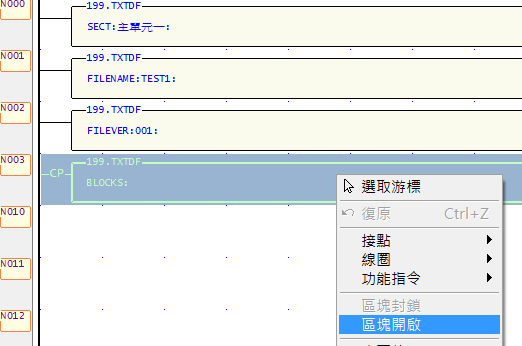 N000
199.TXTDF
SECT:主單元一:
N001
199.TXTDF
FILENAME:TEST1:
N002
199.TXTDF
FILEVER:001:
N003
CP
199.TXTDF
BLOCKS:
選取游標
復原 Ctrl+Z
接點
線圈
功能指令
區塊封鎖
區塊開啟
N010
N011
N012